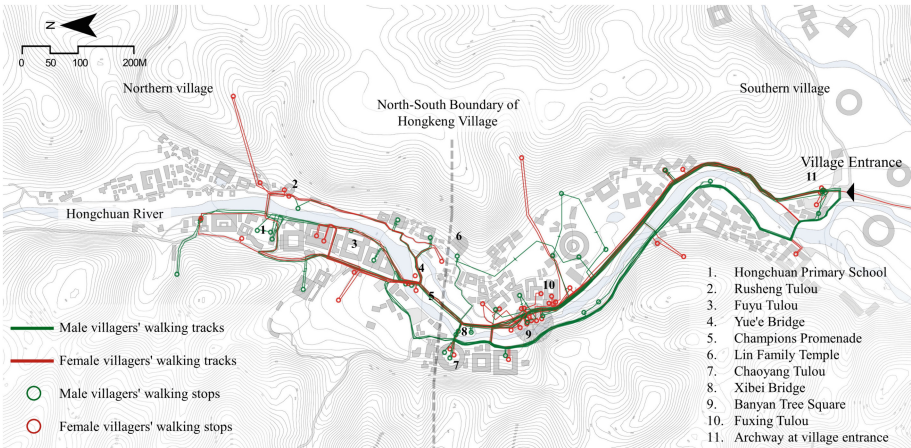 N
0 50 100 200M
Northern village
North-South Boundary of
Hongkeng Village
Southern village
Village Entrance
Hongchuan River
1
2
3
4
5
6
7
8
9
10
11
Male villagers' walking tracks
Female villagers' walking tracks
Male villagers' walking stops
Female villagers' walking stops
1. Hongchuan Primary School
2. Rusheng Tulou
3. Fuyu Tulou
4. Yue'e Bridge
5. Champions Promenade
6. Lin Family Temple
7. Chaoyang Tulou
8. Xibei Bridge
9. Banyan Tree Square
10. Fuxing Tulou
11. Archway at village entrance